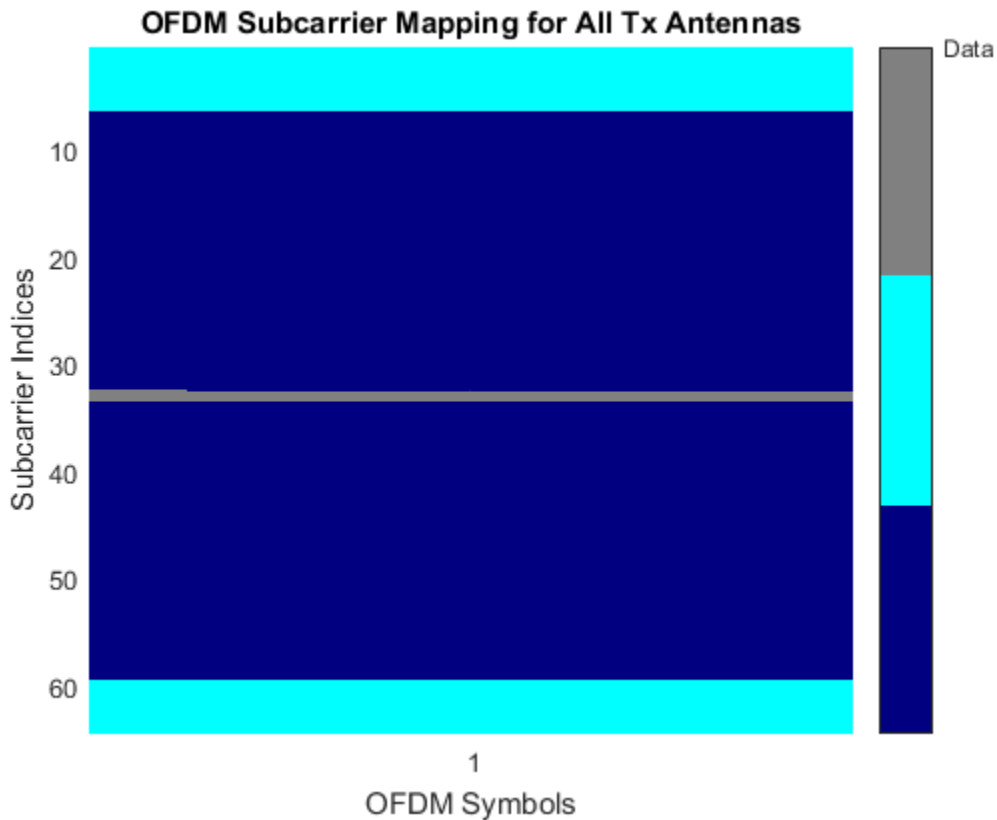 OFDM Subcarrier Mapping for All Tx Antennas
Data
10
20
30
40
50
60
Subcarrier Indices
1
OFDM Symbols